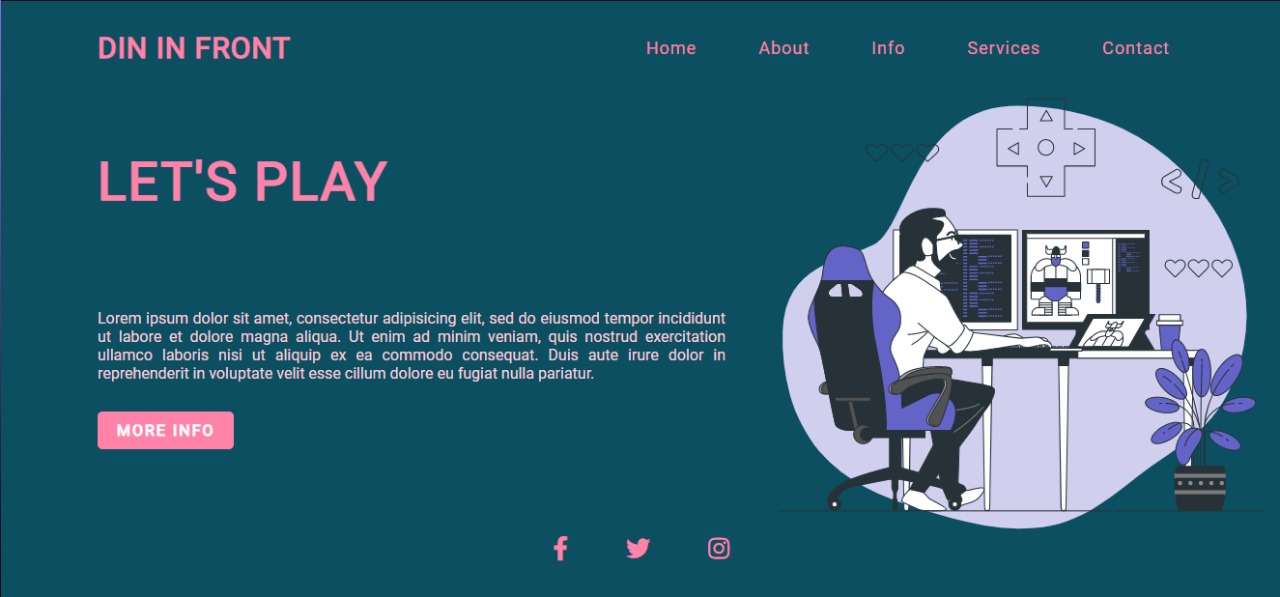 DIN IN FRONT
Home About Info Services Contact
LET'S PLAY
Lorem ipsum dolor sit amet, consectetur adipisicing elit, sed do eiusmod tempor incididunt
ut labore et dolore magna aliqua. Ut enim ad minim veniam, quis nostrud exercitation
ullamco laboris nisi ut aliquip ex ea commodo consequat. Duis aute irure dolor in
reprehenderit in voluptate velit esse cillum dolore eu fugiat nulla pariatur.
MORE INFO